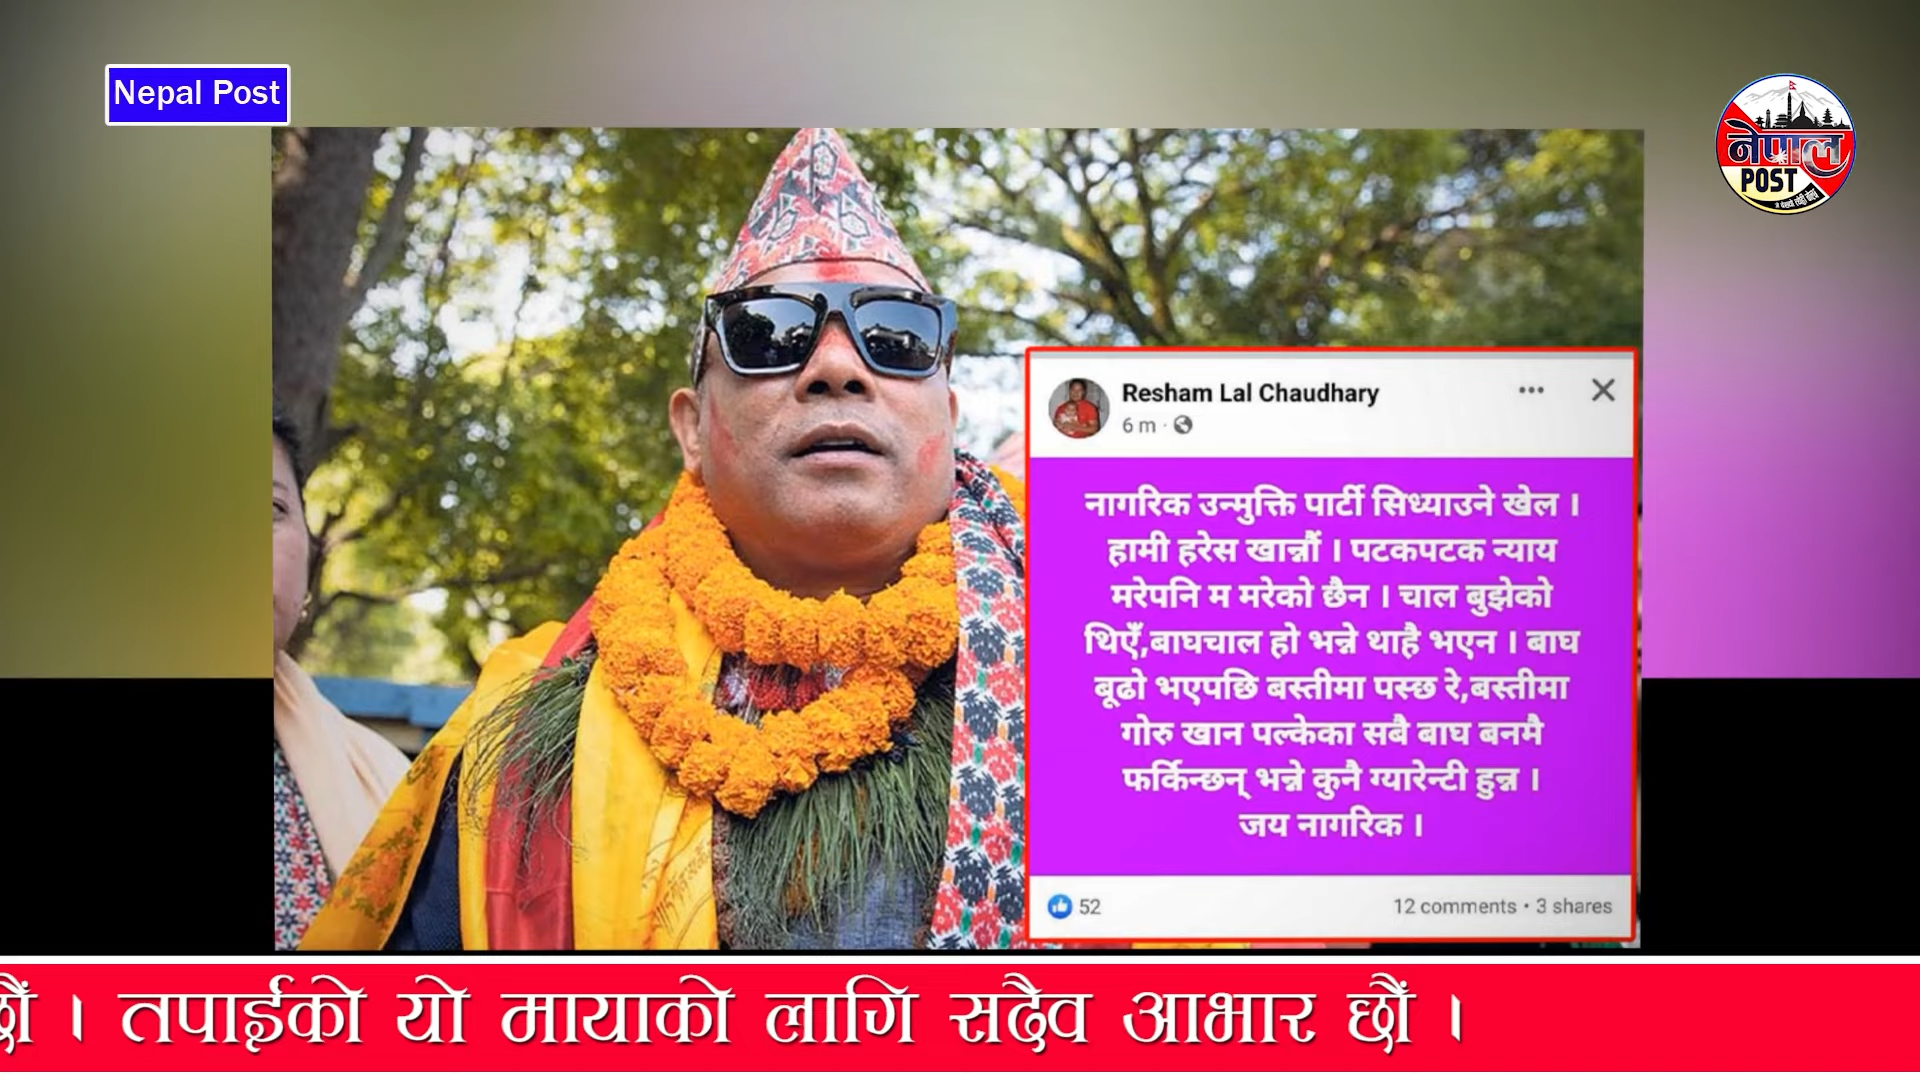 Nepal Post
नेपाल
POST
Resham Lal Chaudhary
6 m
नागरिक उन्मुक्ति पार्टी सिध्याउने खेल ।
हामी हरेस खान्नौं । पटकपटक न्याय
मरेपनि म मरेको छैन । चाल बुझेको
थिएँ,बाघचाल हो भन्ने थाहै भएन । बाघ
बूढो भएपछि बस्तीमा पस्छ रे,बस्तीमा
गोरु खान पल्केका सबै बाघ बनमै
फर्किन्छन् भन्ने कुनै ग्यारेन्टी हुन्न ।
जय नागरिक ।
52
12 comments • 3 shares
छौं । तपाईको यो मायाको लागि सदैव आभार छौं ।